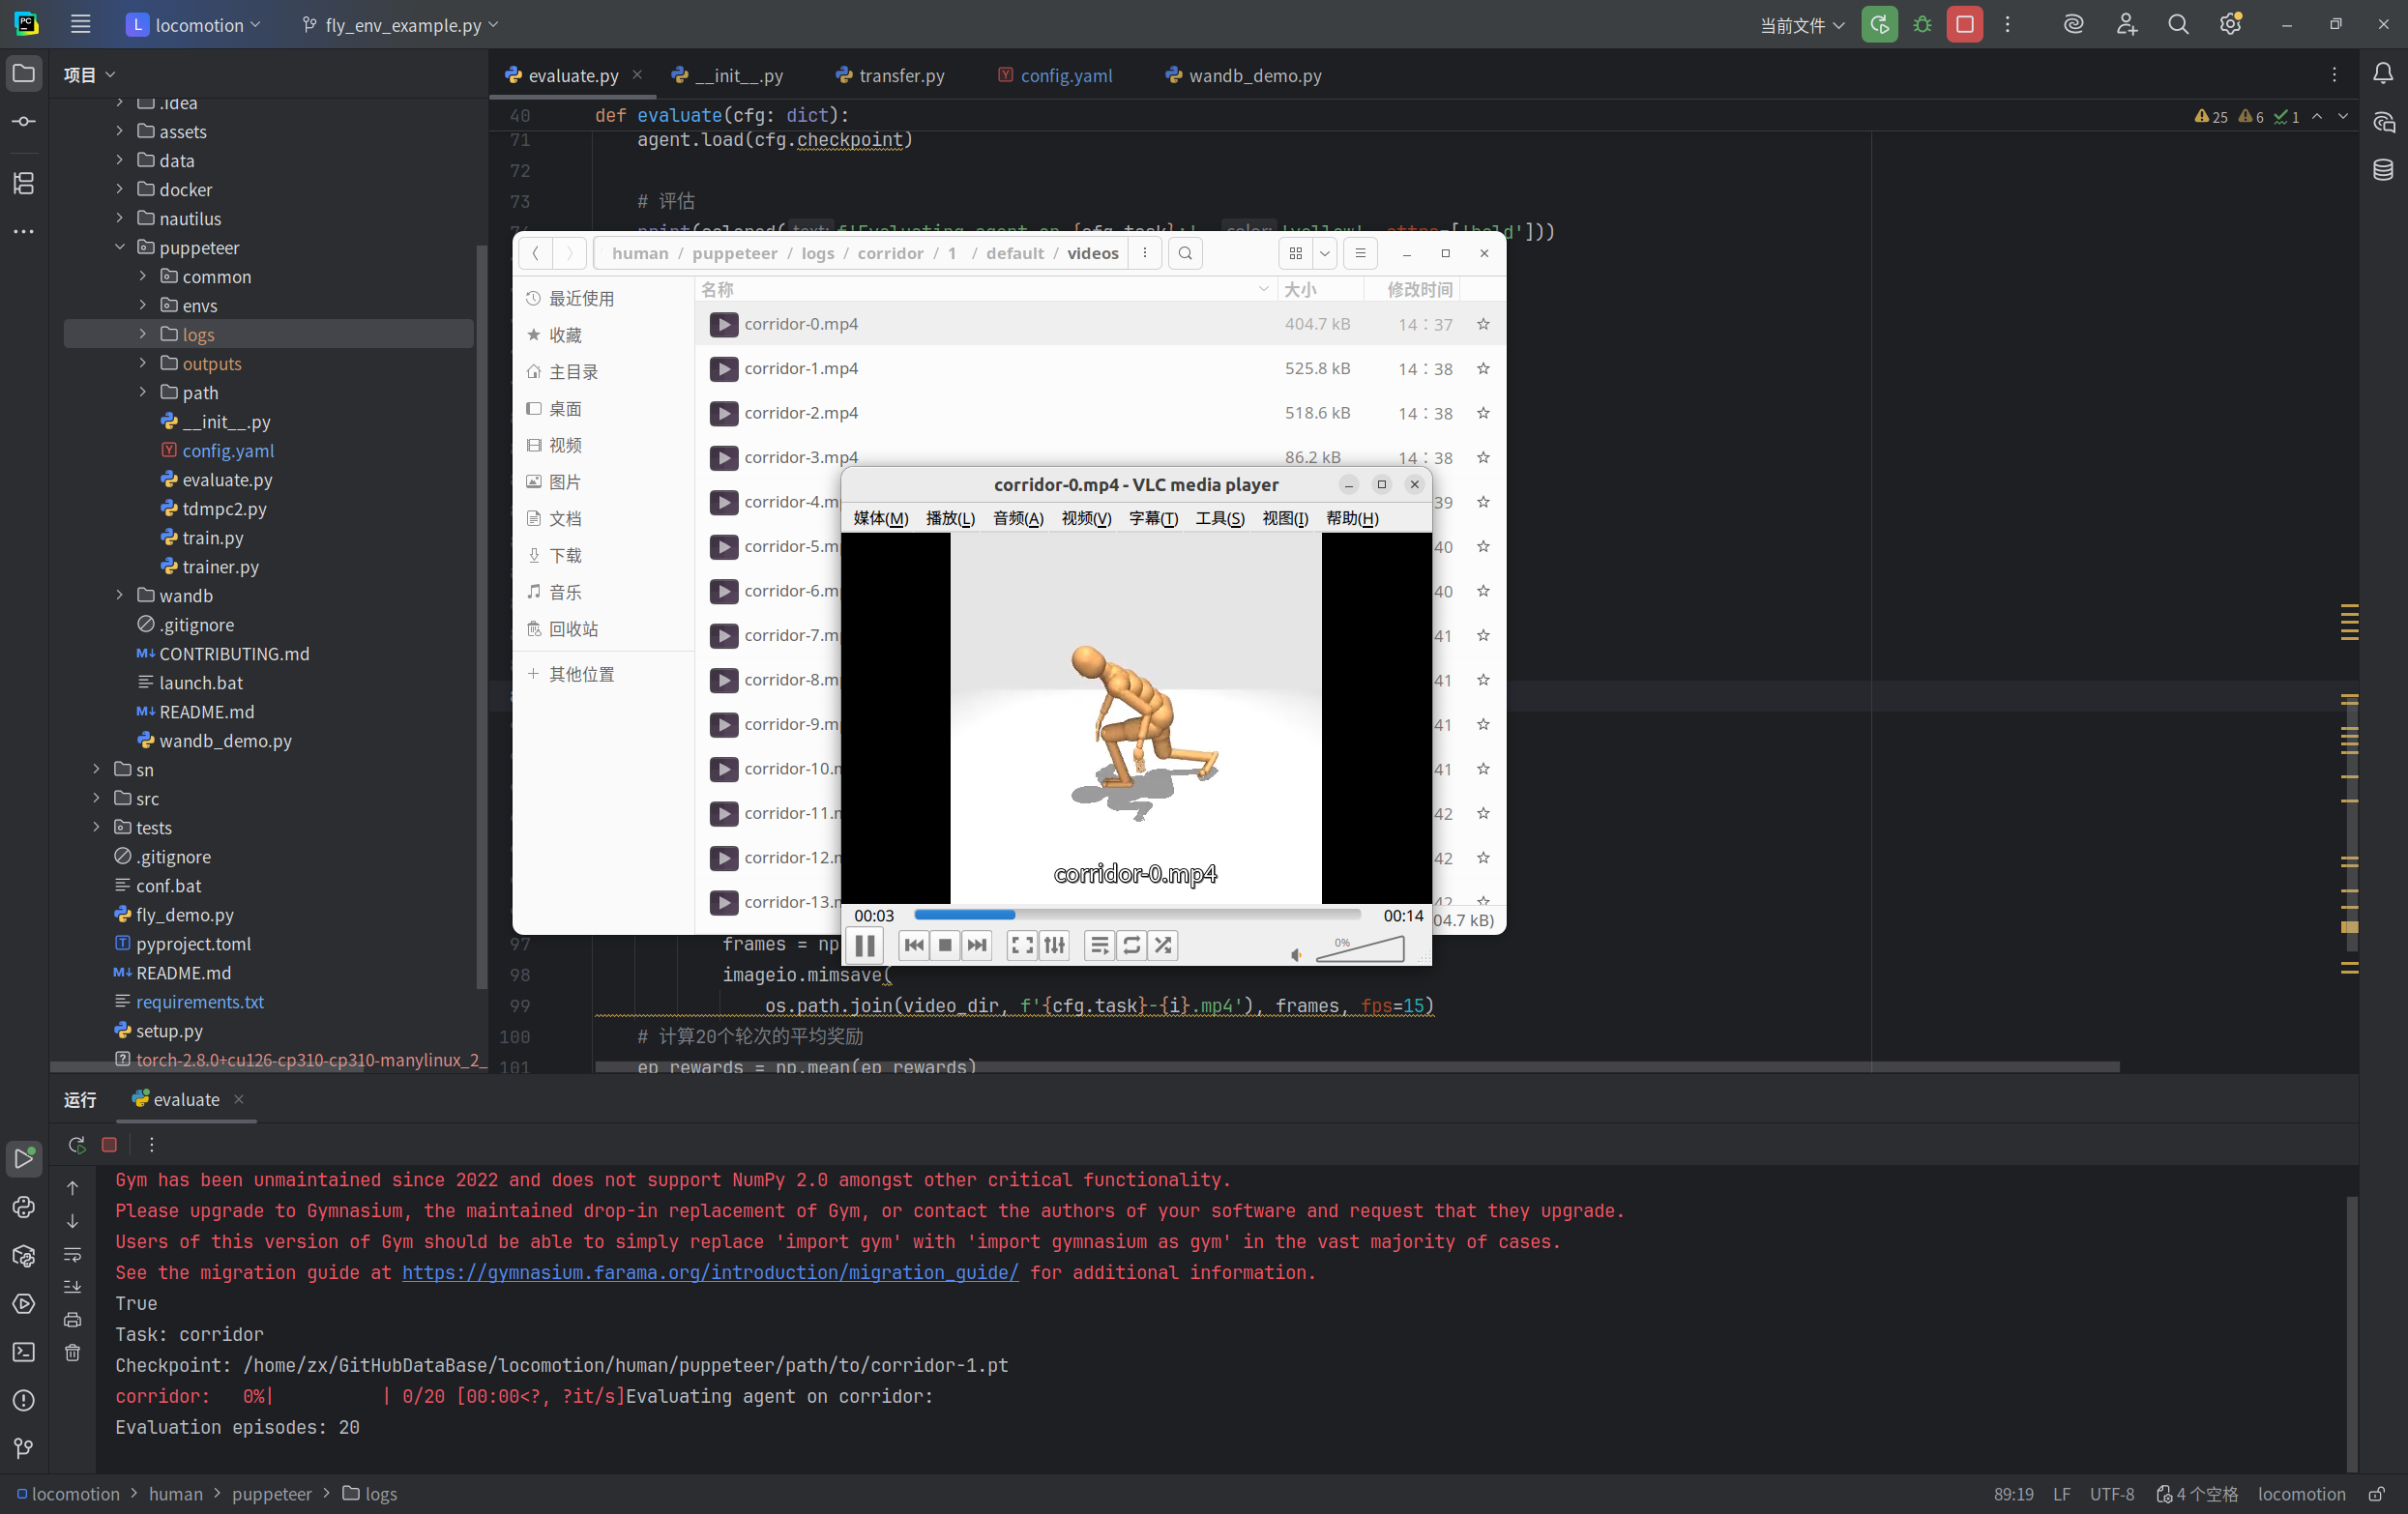 L locomotion
fly_env_example.py
当前文件
项目
evaluate.py
__init__.py
transfer.py
config.yaml
wandb_demo.py
.idea
assets
data
docker
nautilus
puppeteer
common
envs
logs
outputs
path
__init__.py
config.yaml
evaluate.py
tdmpc2.py
train.py
trainer.py
wandb
.gitignore
CONTRIBUTING.md
launch.bat
README.md
wandb_demo.py
sn
src
tests
.gitignore
conf.bat
fly_demo.py
pyproject.toml
README.md
requirements.txt
setup.py
torch-2.8.0+cu126-cp310-cp310-manylinux_2_
40 def evaluate(cfg: dict):
25 6 1
71 agent.load(cfg.checkpoint)
72
73 # 评估
human / puppeteer / logs / corridor / 1 / default / videos
最近使用
收藏
主目录
桌面
视频
图片
文档
下载
音乐
回收站
其他位置
名称 大小 修改时间
corridor-0.mp4 404.7 kB 14：37
corridor-1.mp4 525.8 kB 14：38
corridor-2.mp4 518.6 kB 14：38
corridor-3.mp4 86.2 kB 14：38
corridor-4.m 39
corridor-5.m 40
corridor-6.m 40
corridor-7.m 41
corridor-8.m 41
corridor-9.m 41
corridor-10. 41
corridor-11. 42
corridor-12. 42
corridor-13. 42
04.7 kB)
corridor-0.mp4 - VLC media player
媒体(M) 播放(L) 音频(A) 视频(V) 字幕(T) 工具(S) 视图(I) 帮助(H)
corridor-0.mp4
00:03 00:14
0%
97 frames = np
98 imageio.mimsave(
99 os.path.join(video_dir, f'{cfg.task}-{i}.mp4'), frames, fps=15)
100 # 计算20个轮次的平均奖励
101 ep_rewards = np.mean(ep_rewards)
运行 evaluate
Gym has been unmaintained since 2022 and does not support NumPy 2.0 amongst other critical functionality.
Please upgrade to Gymnasium, the maintained drop-in replacement of Gym, or contact the authors of your software and request that they upgrade.
Users of this version of Gym should be able to simply replace 'import gym' with 'import gymnasium as gym' in the vast majority of cases.
See the migration guide at https://gymnasium.farama.org/introduction/migration_guide/ for additional information.
True
Task: corridor
Checkpoint: /home/zx/GitHubDataBase/locomotion/human/puppeteer/path/to/corridor-1.pt
corridor:   0%|          | 0/20 [00:00<?, ?it/s]Evaluating agent on corridor:
Evaluation episodes: 20
locomotion > human > puppeteer > logs
89:19 LF UTF-8 4 个空格 locomotion